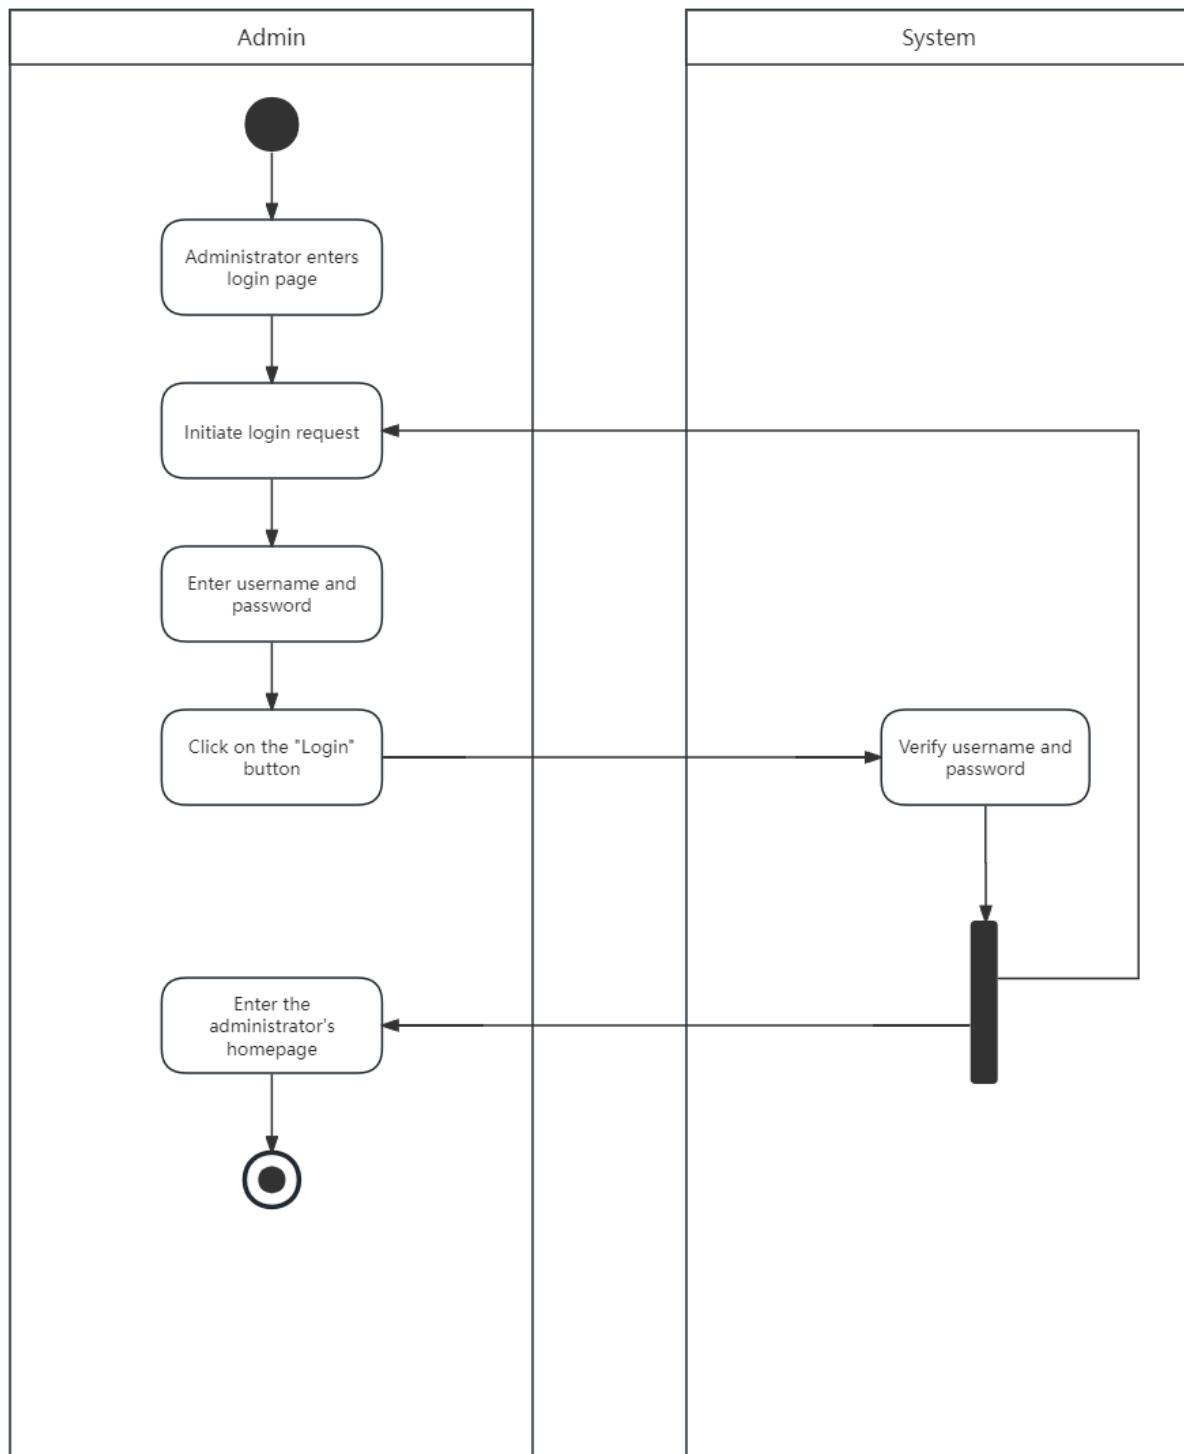 Admin
System
Administrator enters
login page
Initiate login request
Enter username and
password
Click on the "Login"
button
Verify username and
password
Enter the
administrator's
homepage